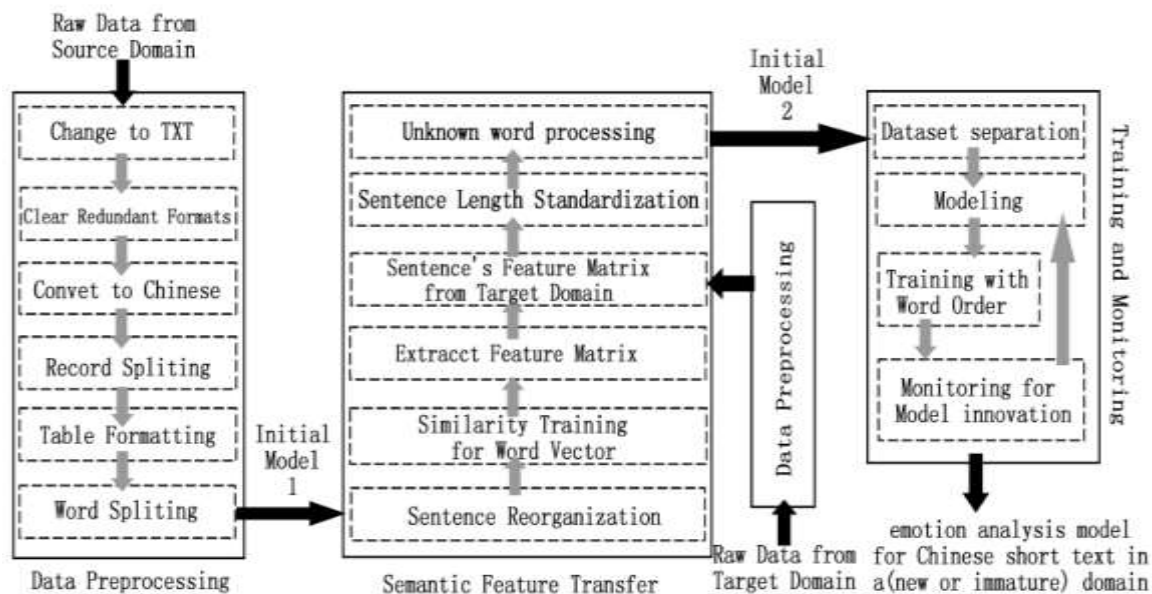 Raw Data from
Source Domain
Change to TXT
Clear Redundant Formats
Convet to Chinese
Record Spliting
Table Formatting
Word Spliting
Data Preprocessing
Initial
Model
1
Unknown word processing
Sentence Length Standardization
Sentence's Feature Matrix
from Target Domain
Extracct Feature Matrix
Similarity Training
for Word Vector
Sentence Reorganization
Semantic Feature Transfer
Initial
Model
2
Data Preprocessing
Raw Data from
Target Domain
Dataset separation
Modeling
Training with
Word Order
Monitoring for
Model innovation
Training and Monitoring
emotion analysis model
for Chinese short text in
a(new or immature) domain